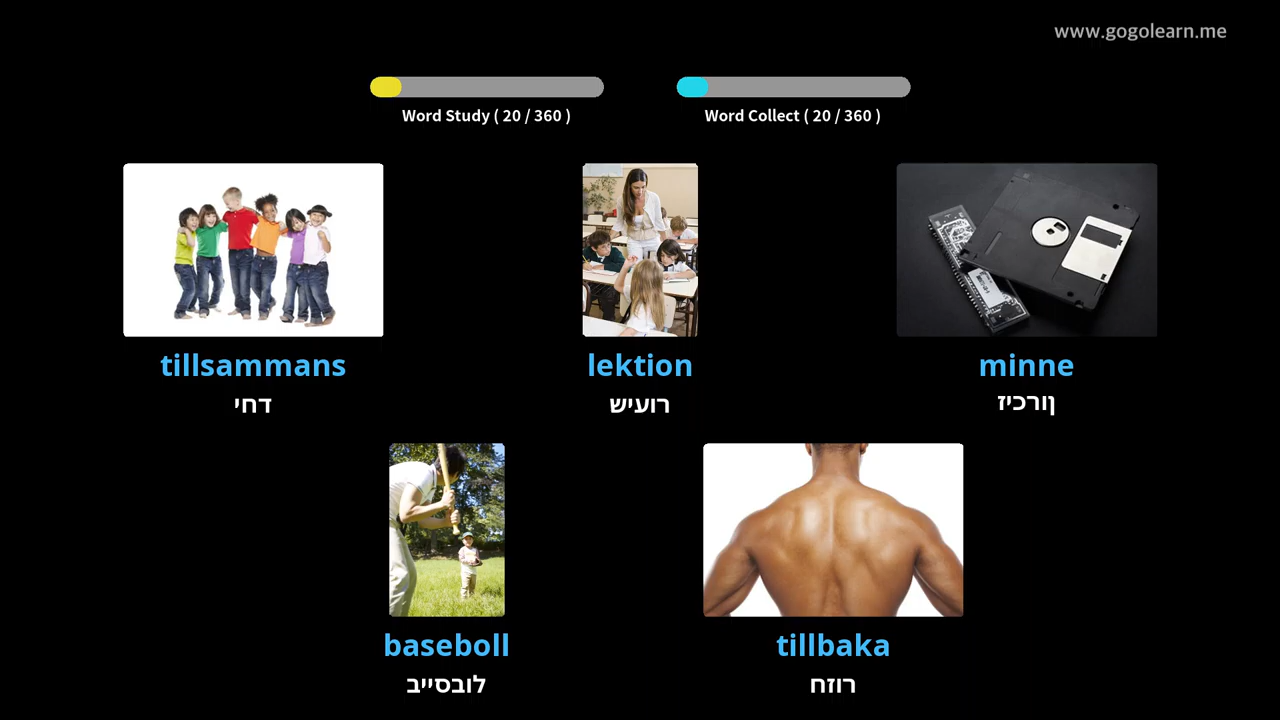 www.gogolearn.me
Word Study ( 20 / 360 )
Word Collect ( 20 / 360 )
tillsammans
דחי
lektion
רועיש
minne
ןורכיז
baseboll
לובסייב
tillbaka
רוזח